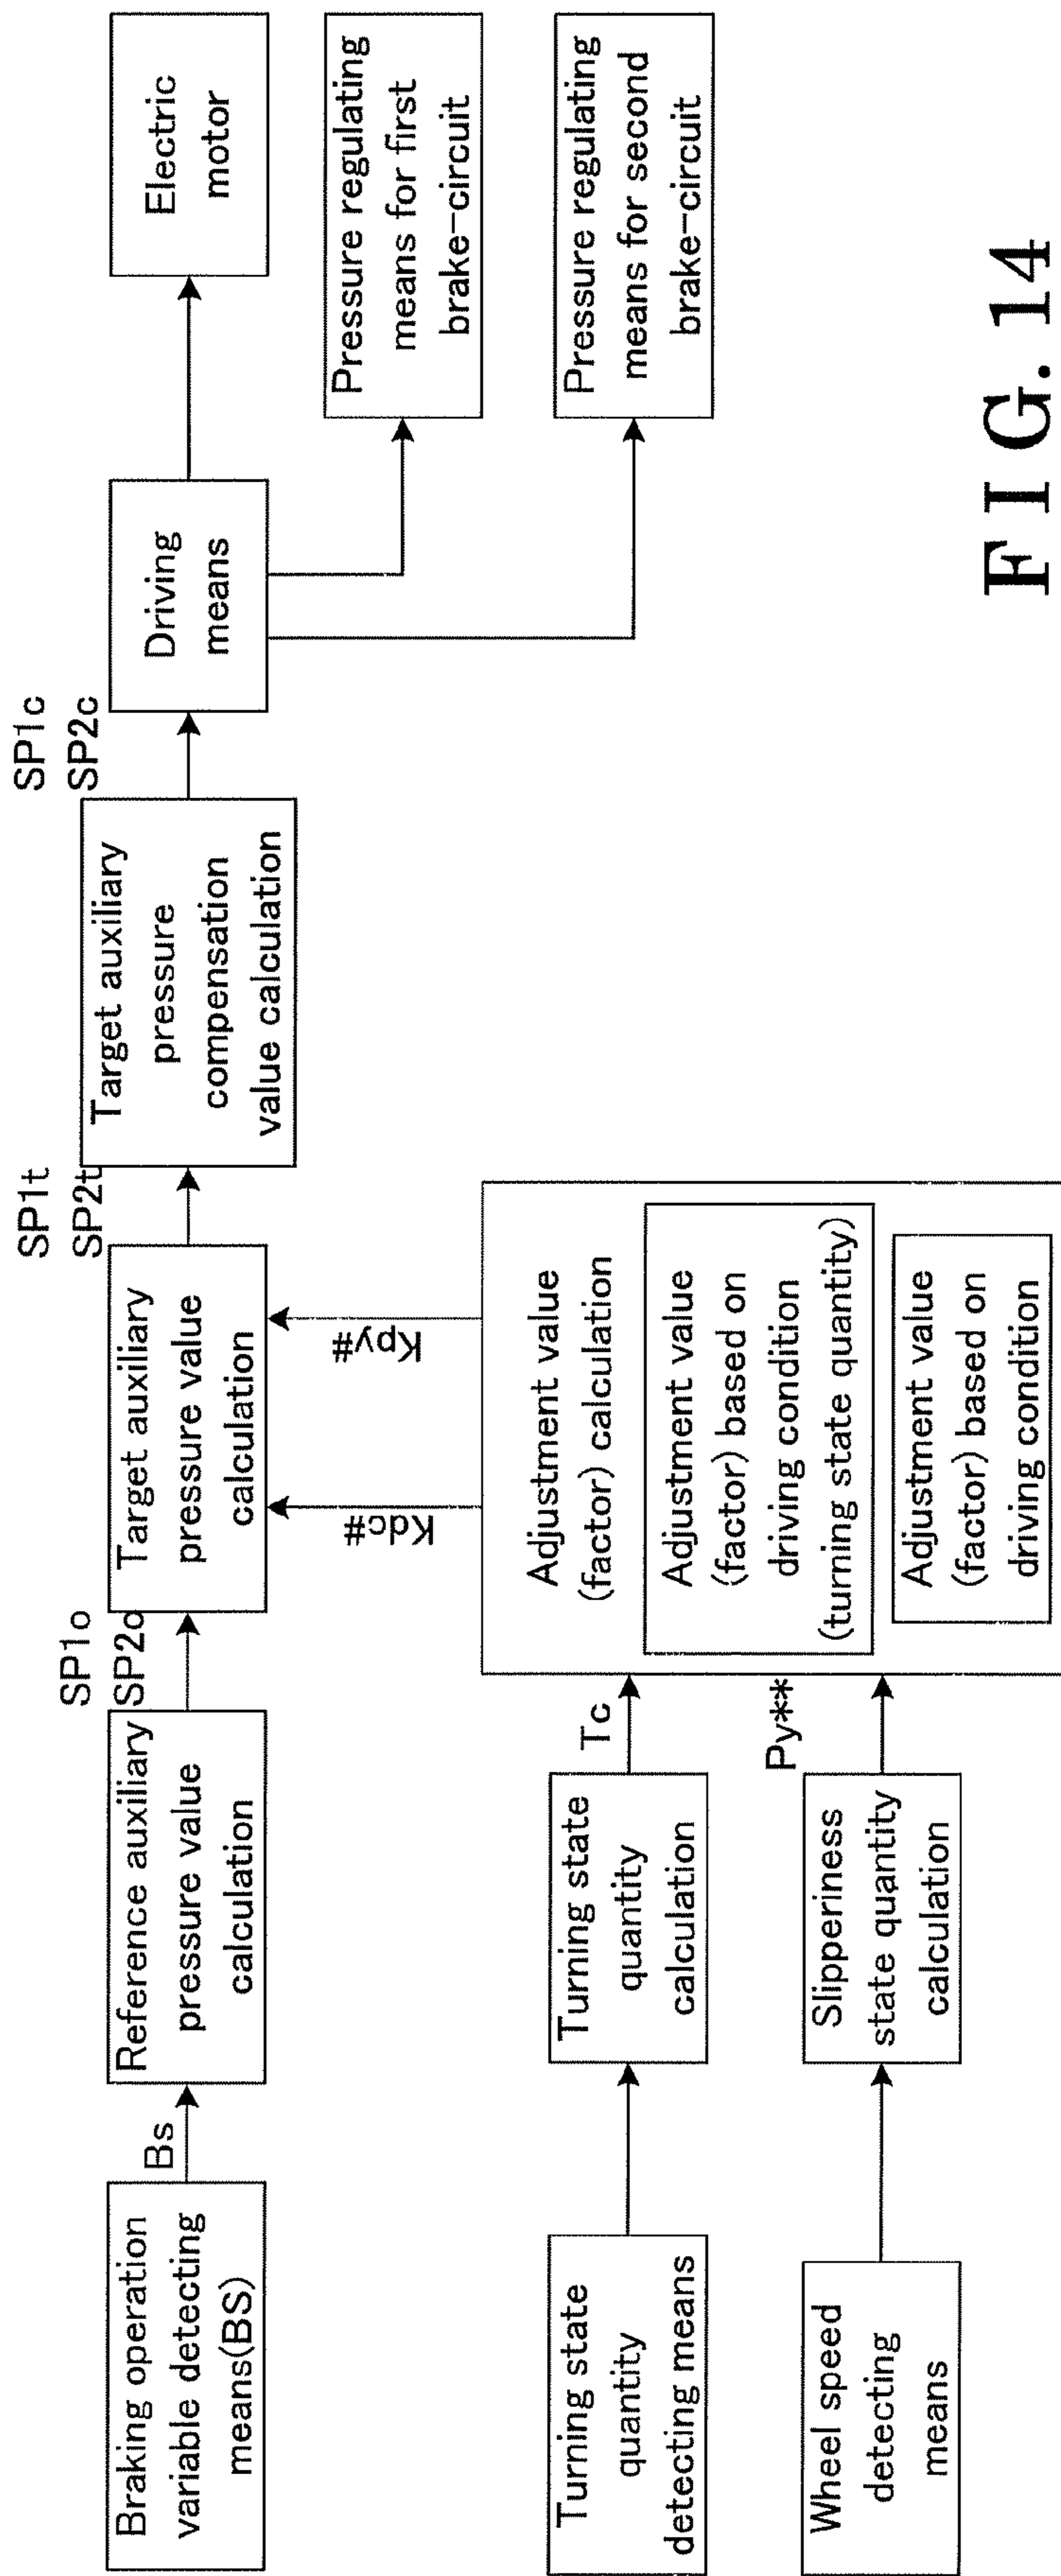 Braking operation
variable detecting
means(BS)
Bs
Reference auxiliary
pressure value
calculation
SP1o
SP2o
Target auxiliary
pressure value
calculation
SP1t
SP2t
Target auxiliary
pressure
compensation
value calculation
SP1c
SP2c
Driving
means
Electric
motor
Pressure regulating
means for first
brake-circuit
Pressure regulating
means for second
brake-circuit
Kdc#
Kpy#
Turning state
quantity
detecting means
Turning state
quantity
calculation
Tc
Wheel speed
detecting
means
Slipperiness
state quantity
calculation
Py**
Adjustment value
(factor) calculation
Adjustment value
(factor) based on
driving condition
(turning state quantity)
Adjustment value
(factor) based on
driving condition
FIG. 14